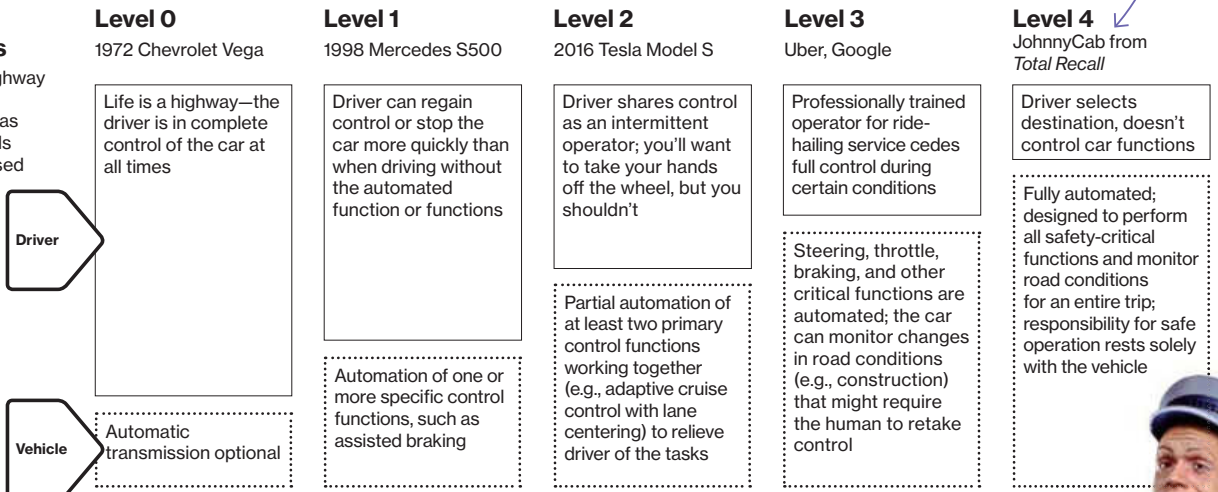 Level 0
1972 Chevrolet Vega
Life is a highway—the
driver is in complete
control of the car at
all times
Automatic
transmission optional
Level 1
1998 Mercedes S500
Driver can regain
control or stop the
car more quickly than
when driving without
the automated
function or functions
Automation of one or
more specific control
functions, such as
assisted braking
Level 2
2016 Tesla Model S
Driver shares control
as an intermittent
operator; you’ll want
to take your hands
off the wheel, but you
shouldn’t
Partial automation of
at least two primary
control functions
working together
(e.g., adaptive cruise
control with lane
centering) to relieve
driver of the tasks
Level 3
Uber, Google
Professionally trained
operator for ride-
hailing service cedes
full control during
certain conditions
Steering, throttle,
braking, and other
critical functions are
automated; the car
can monitor changes
in road conditions
(e.g., construction)
that might require
the human to retake
control
Level 4
JohnnyCab from
Total Recall
Driver selects
destination, doesn’t
control car functions
Fully automated;
designed to perform
all safety-critical
functions and monitor
road conditions
for an entire trip;
responsibility for safe
operation rests solely
with the vehicle
Driver
Vehicle